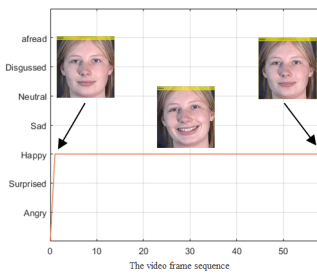 afread
Disgussed
Neutral
Sad
Happy
Surprised
Angry
0 10 20 30 40 50
The video frame sequence